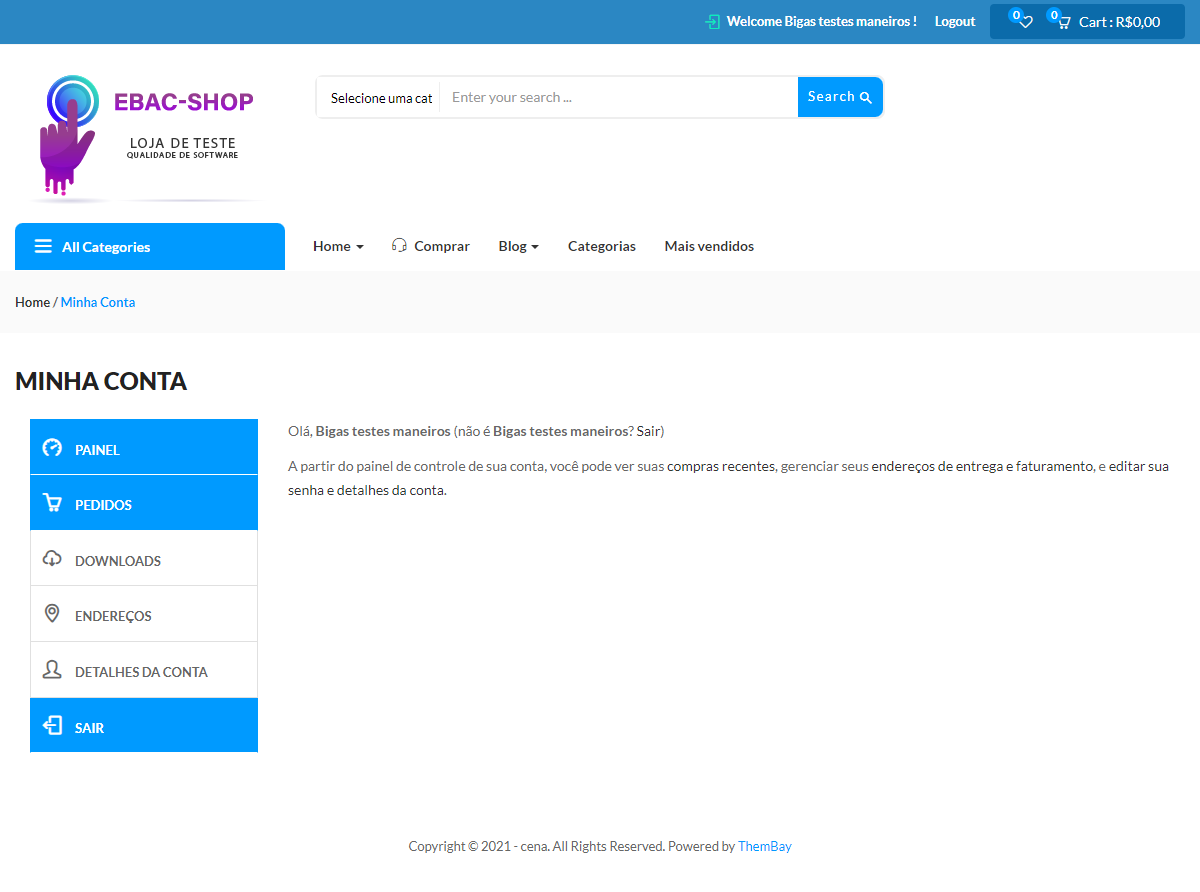 Welcome Bigas testes maneiros ! Logout 0 0 Cart : R$0,00
EBAC-SHOP
LOJA DE TESTE
QUALIDADE DE SOFTWARE
Selecione uma cat Enter your search ... Search
All Categories Home Comprar Blog Categorias Mais vendidos
Home / Minha Conta
MINHA CONTA
PAINEL
PEDIDOS
DOWNLOADS
ENDEREÇOS
DETALHES DA CONTA
SAIR
Olá, Bigas testes maneiros (não é Bigas testes maneiros? Sair)
A partir do painel de controle de sua conta, você pode ver suas compras recentes, gerenciar seus endereços de entrega e faturamento, e editar sua
senha e detalhes da conta.
Copyright © 2021 - cena. All Rights Reserved. Powered by ThemBay